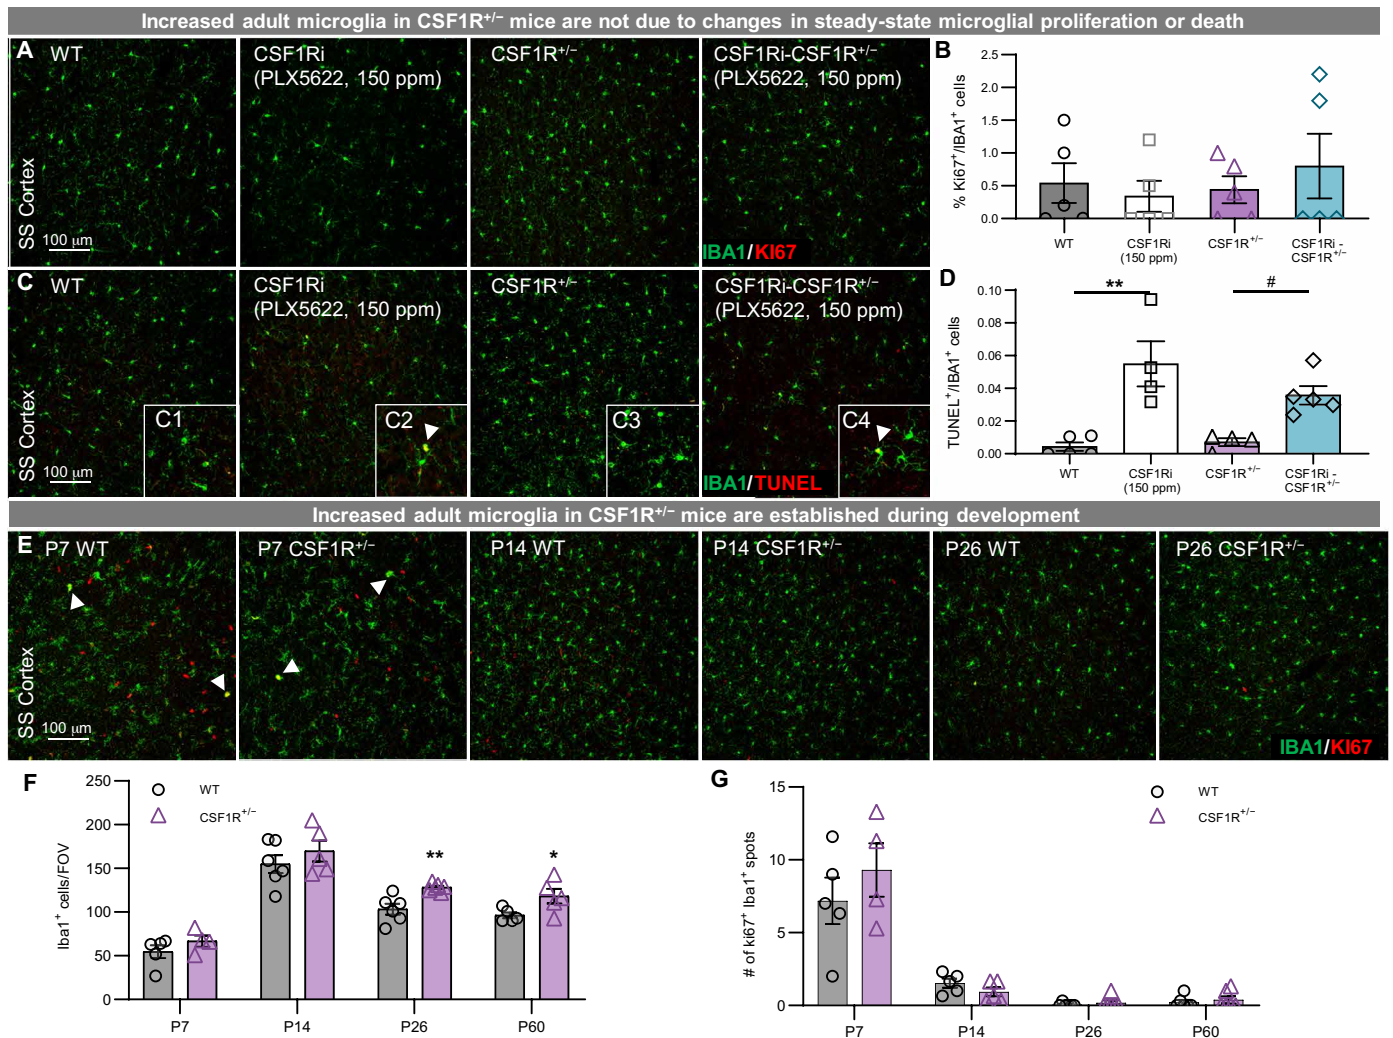 Increased adult microglia in CSF1R+/− mice are not due to changes in steady-state microglial proliferation or death
A
WT
SS Cortex
100 µm
CSF1Ri
(PLX5622, 150 ppm)
CSF1R+/−
CSF1Ri-CSF1R+/−
(PLX5622, 150 ppm)
IBA1/KI67
B
% Ki67+/IBA1+ cells
2.5
2.0
1.5
1.0
0.5
0.0
WT
CSF1Ri
(150 ppm)
CSF1R+/−
CSF1Ri -
CSF1R+/−
C
WT
SS Cortex
100 µm
C1
CSF1Ri
(PLX5622, 150 ppm)
C2
CSF1R+/−
C3
CSF1Ri-CSF1R+/−
(PLX5622, 150 ppm)
C4
IBA1/TUNEL
D
TUNEL+/IBA1+ cells
0.10
0.08
0.06
0.04
0.02
0.00
**
#
WT
CSF1Ri
(150 ppm)
CSF1R+/−
CSF1Ri -
CSF1R+/−
Increased adult microglia in CSF1R+/− mice are established during development
E
P7 WT
SS Cortex
100 µm
P7 CSF1R+/−
P14 WT
P14 CSF1R+/−
P26 WT
P26 CSF1R+/−
IBA1/KI67
F
Iba1+ cells/FOV
250
200
150
100
50
0
WT
CSF1R+/−
**
*
P7
P14
P26
P60
G
# of ki67+ Iba1+ spots
15
10
5
0
WT
CSF1R+/−
P7
P14
P26
P60